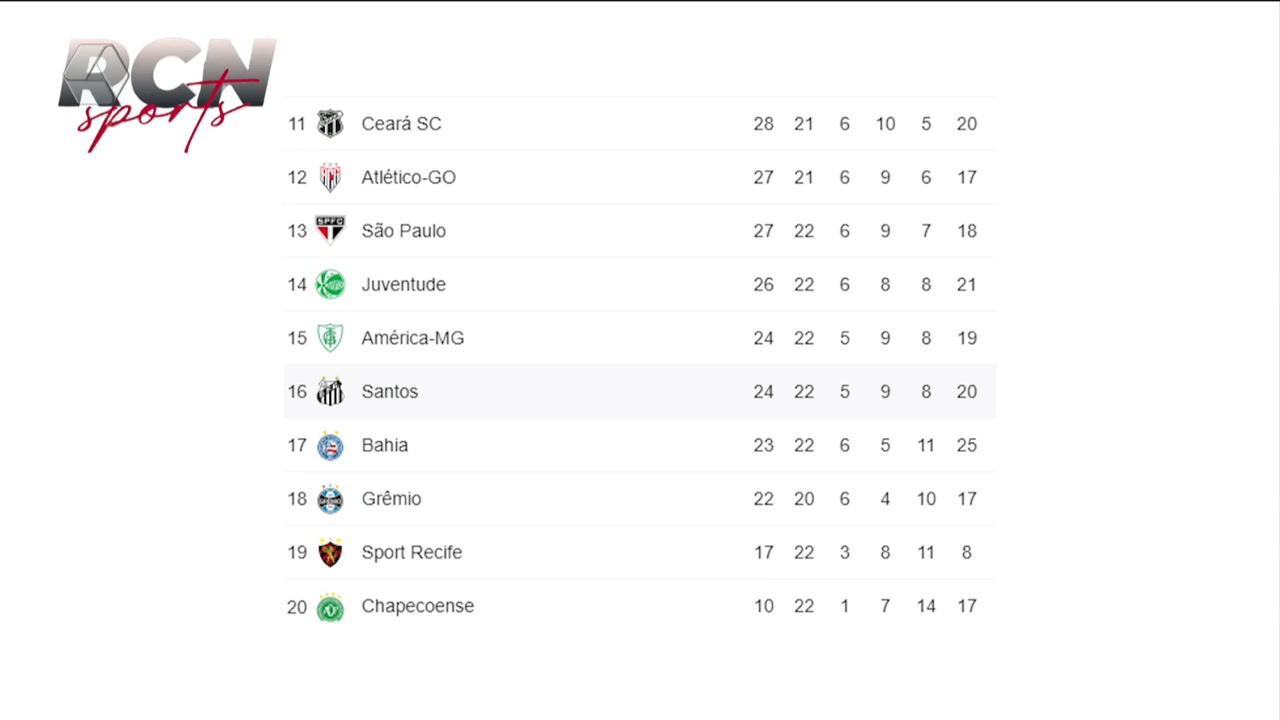 RCN
sports
11 Ceará SC 28 21 6 10 5 20
12 Atlético-GO 27 21 6 9 6 17
13 SPFC São Paulo 27 22 6 9 7 18
14 Juventude 26 22 6 8 8 21
15 América-MG 24 22 5 9 8 19
16 Santos 24 22 5 9 8 20
17 Bahia 23 22 6 5 11 25
18 Grêmio 22 20 6 4 10 17
19 Sport Recife 17 22 3 8 11 8
20 Chapecoense 10 22 1 7 14 17